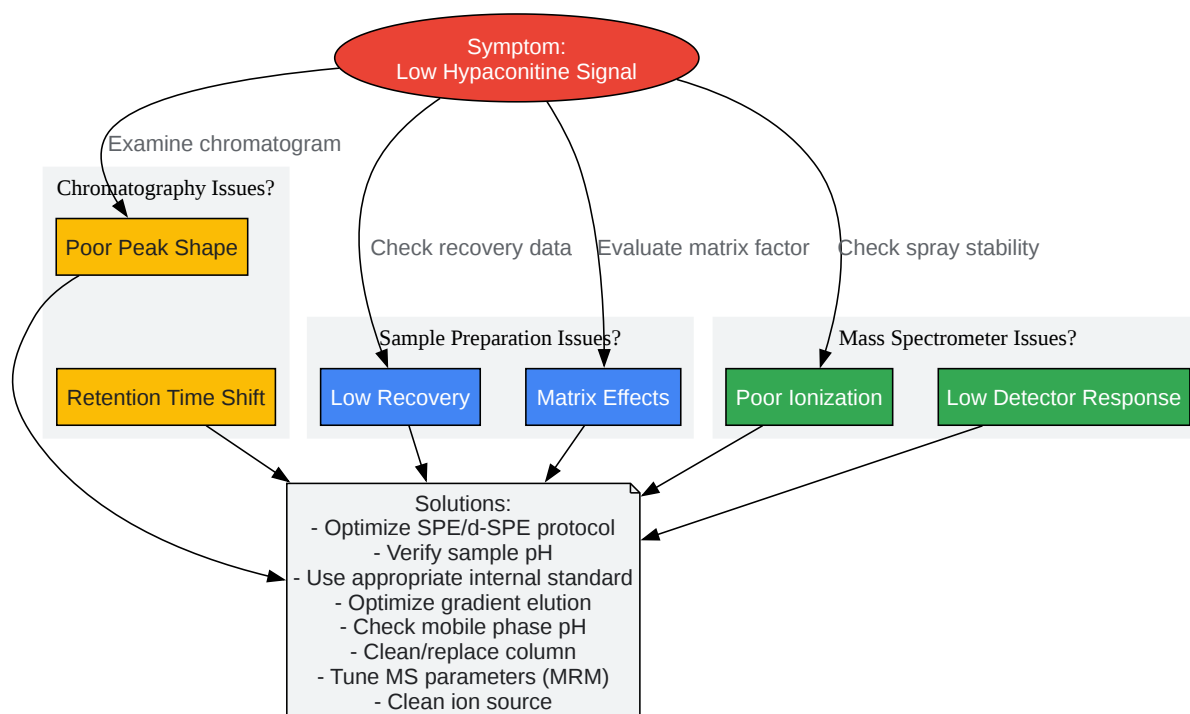 Symptom:
Low Hypaconitine Signal
Examine chromatogram
Chromatography Issues?
Poor Peak Shape
Check recovery data
Evaluate matrix factor
Check spray stability
Sample Preparation Issues?
Mass Spectrometer Issues?
Retention Time Shift
Low Recovery
Matrix Effects
Poor Ionization
Low Detector Response
Solutions:
- Optimize SPE/d-SPE protocol
- Verify sample pH
- Use appropriate internal standard
- Optimize gradient elution
- Check mobile phase pH
- Clean/replace column
- Tune MS parameters (MRM)
- Clean ion source